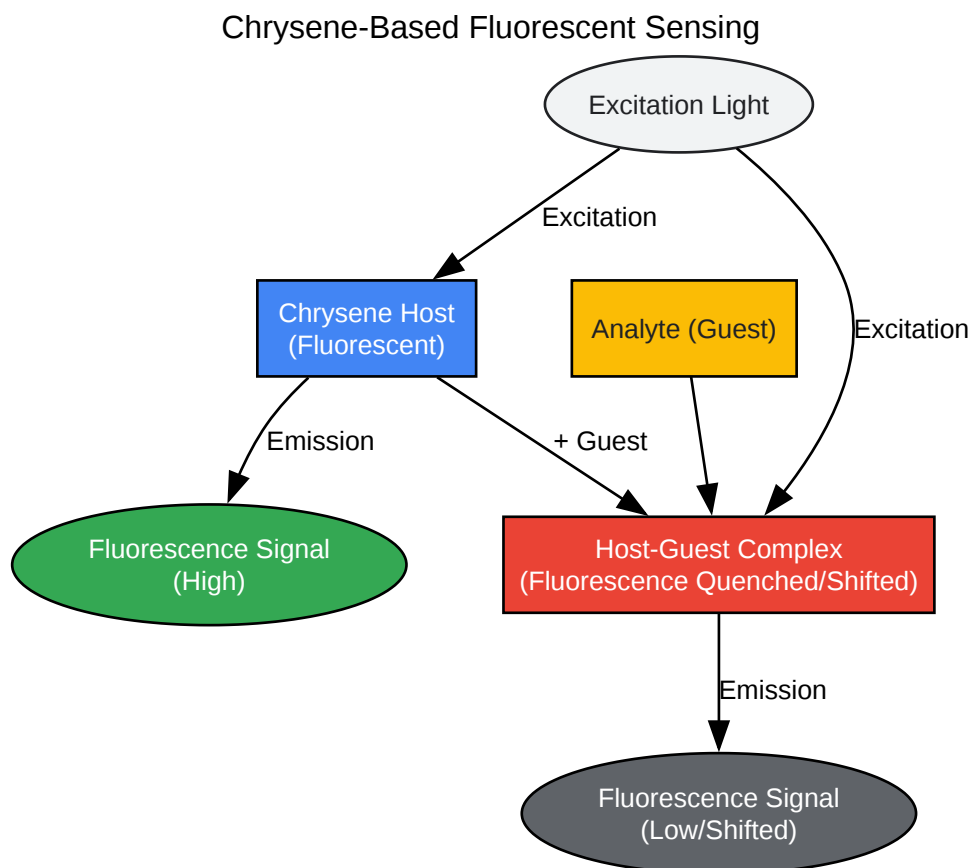 Chrysene-Based Fluorescent Sensing
Excitation Light
Excitation
Chrysene Host
(Fluorescent)
Analyte (Guest)
Excitation
Emission
+ Guest
Fluorescence Signal
(High)
Host-Guest Complex
(Fluorescence Quenched/Shifted)
Emission
Fluorescence Signal
(Low/Shifted)